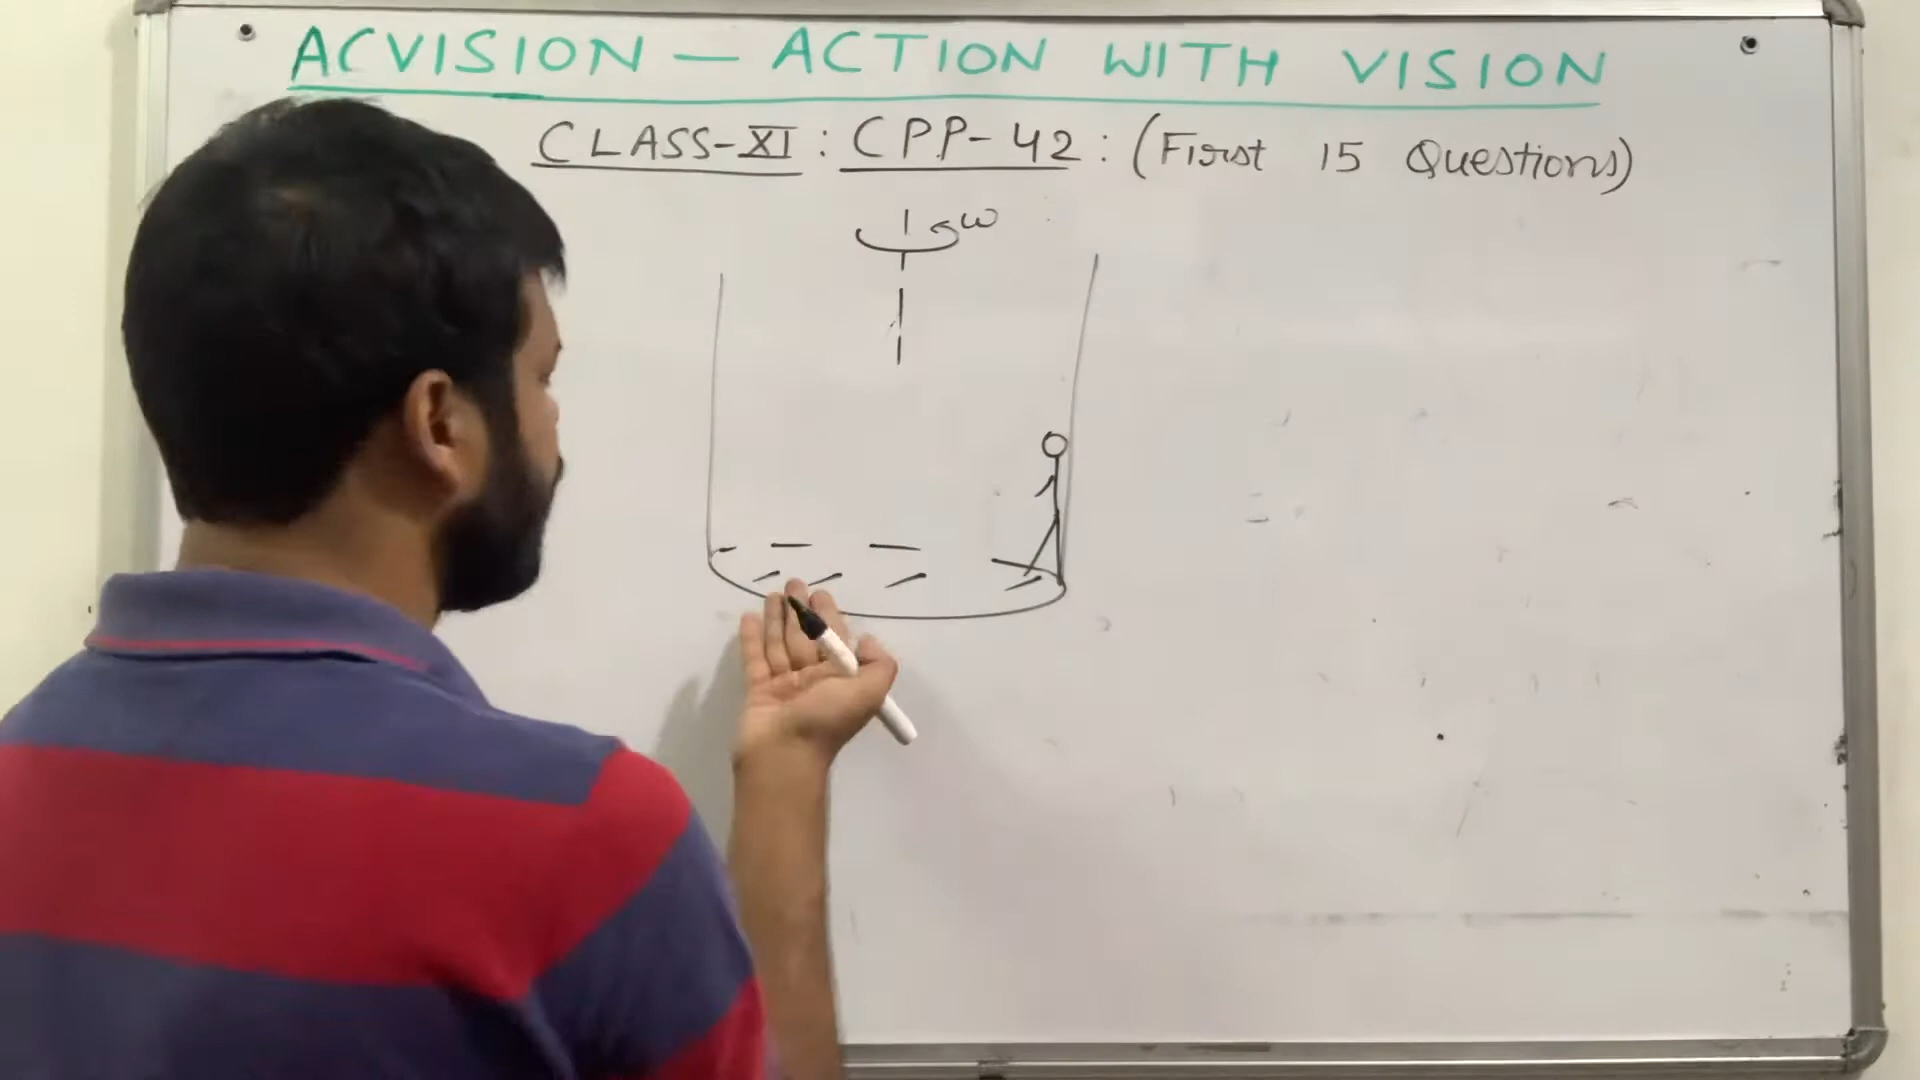 ACVISION — ACTION WITH VISION
CLASS-XI : CPP-42 : (First 15 Questions)
ω